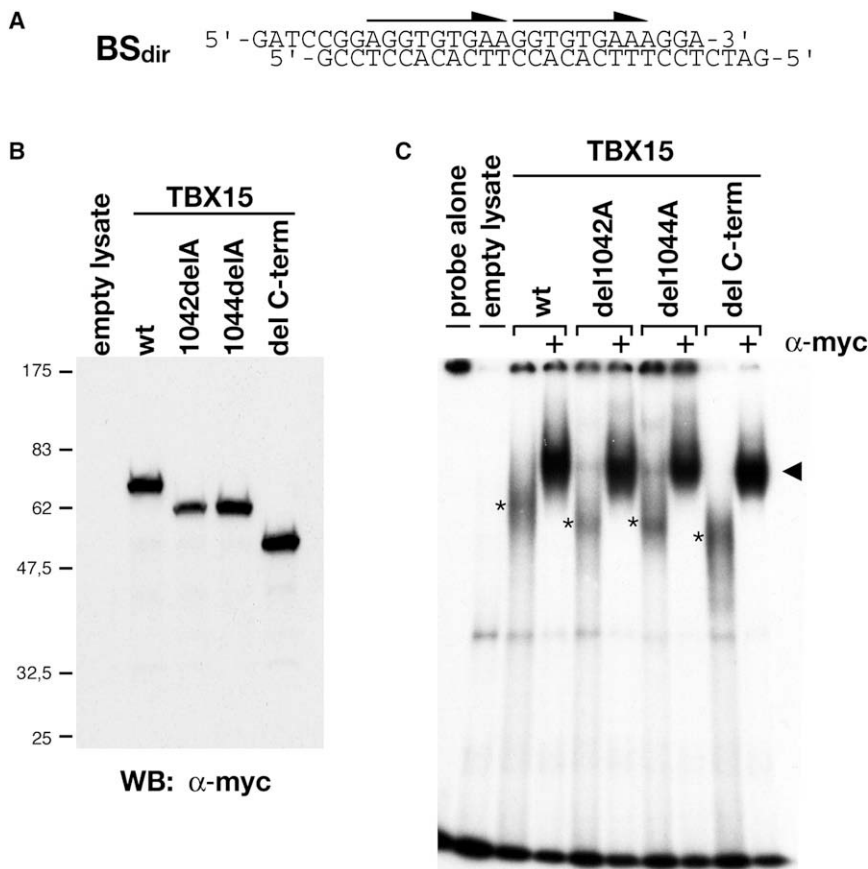 A
BSdir
5'-GATCCGGAGGTGTGAAGGTGTGAAAGGA-3'
5'-GCCTCCACACTTCCACACTTTCCTCTAG-5'
B
TBX15
empty lysate
wt
1042delA
1044delA
del C-term
175
83
62
47,5
32,5
25
WB: α-myc
C
TBX15
probe alone
empty lysate
wt
del1042A
del1044A
del C-term
+ + + + α-myc
*
*
*
*